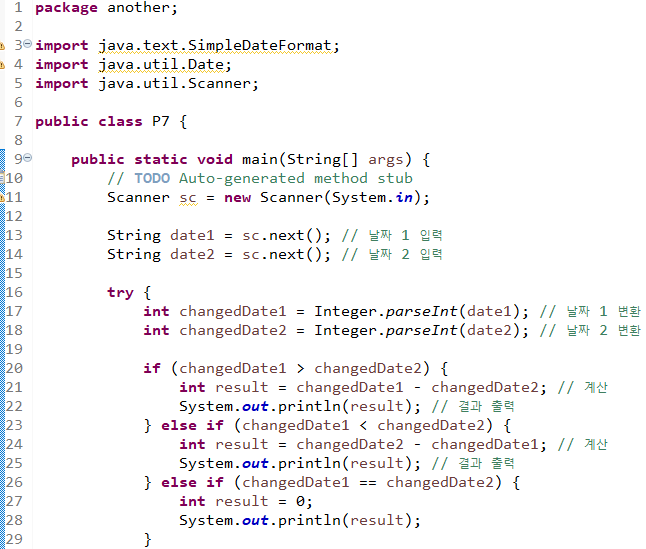 1 package another;
2
3 import java.text.SimpleDateFormat;
4 import java.util.Date;
5 import java.util.Scanner;
6
7 public class P7 {
8
9     public static void main(String[] args) {
10         // TODO Auto-generated method stub
11         Scanner sc = new Scanner(System.in);
12
13         String date1 = sc.next(); // 날짜 1 입력
14         String date2 = sc.next(); // 날짜 2 입력
15
16         try {
17             int changedDate1 = Integer.parseInt(date1); // 날짜 1 변환
18             int changedDate2 = Integer.parseInt(date2); // 날짜 2 변환
19
20             if (changedDate1 > changedDate2) {
21                 int result = changedDate1 - changedDate2; // 계산
22                 System.out.println(result); // 결과 출력
23             } else if (changedDate1 < changedDate2) {
24                 int result = changedDate2 - changedDate1; // 계산
25                 System.out.println(result); // 결과 출력
26             } else if (changedDate1 == changedDate2) {
27                 int result = 0;
28                 System.out.println(result);
29             }